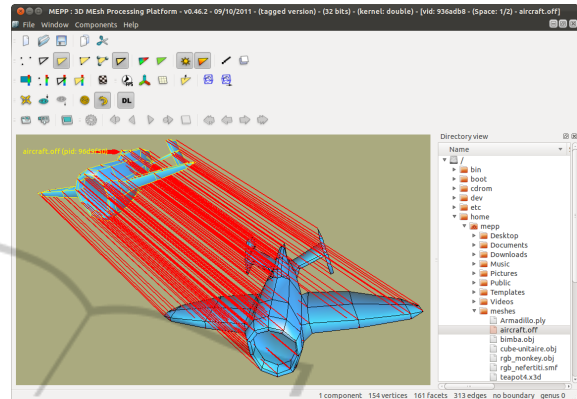 MEPP : 3D MEsh Processing Platform - v0.46.2 - 09/10/2011 - (tagged version) - (32 bits) - (kernel: double) - [vid: 936adb8 - (Space: 1/2) - aircraft.off]
File Window Components Help
DL
aircraft.off (pid:
Directory view
Name
/
bin
boot
cdrom
dev
etc
home
mepp
Desktop
Documents
Downloads
Music
Pictures
Public
Templates
Videos
meshes
Armadillo.ply
aircraft.off
bimba.obj
cube-unitaire.obj
rgb_monkey.obj
rgb_nefertiti.smf
teapot4.x3d
1 component 154 vertices 161 facets 313 edges no boundary genus 0